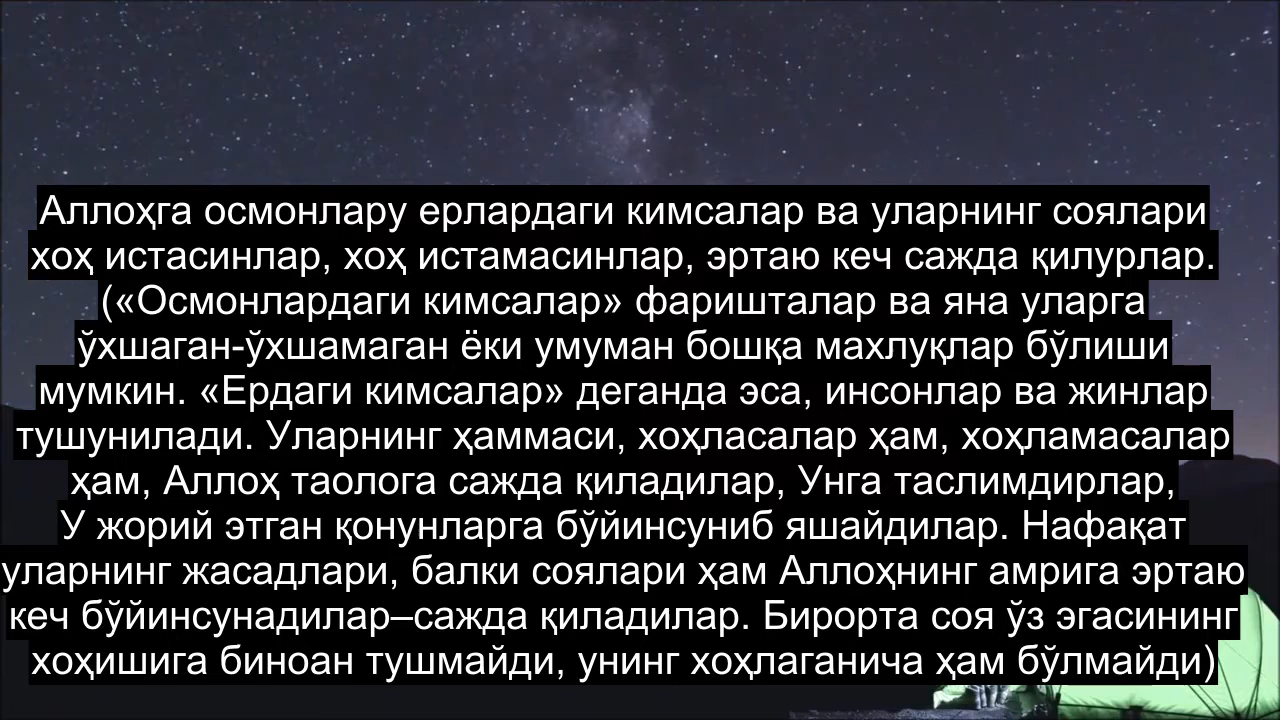 Аллоҳга осмонлару ерлардаги кимсалар ва уларнинг соялари
хоҳ истасинлар, хоҳ истамасинлар, эртаю кеч сажда қилурлар.
(«Осмонлардаги кимсалар» фаришталар ва яна уларга
ўхшаган-ўхшамаган ёки умуман бошқа махлуқлар бўлиши
мумкин. «Ердаги кимсалар» деганда эса, инсонлар ва жинлар
тушунилади. Уларнинг ҳаммаси, хоҳласалар ҳам, хоҳламасалар
ҳам, Аллоҳ таолога сажда қиладилар, Унга таслимдирлар,
У жорий этган қонунларга бўйинсуниб яшайдилар. Нафақат
уларнинг жасадлари, балки соялари ҳам Аллоҳнинг амрига эртаю
кеч бўйинсунадилар–сажда қиладилар. Бирорта соя ўз эгасининг
хоҳишига биноан тушмайди, унинг хоҳлаганича ҳам бўлмайди)